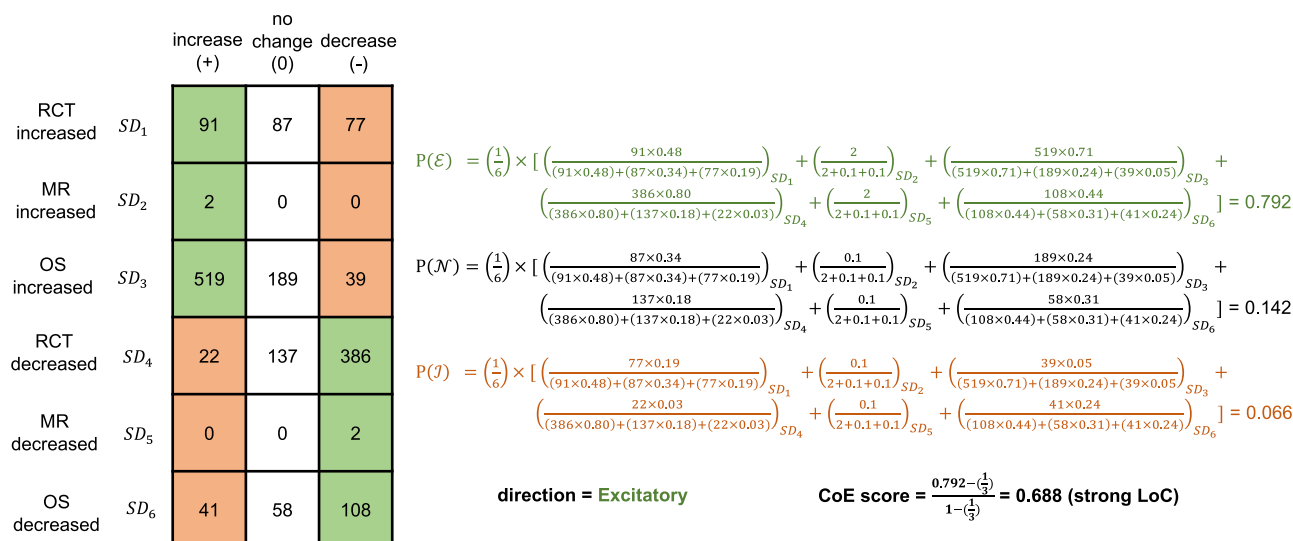 increase (+) no change (0) decrease (-)
RCT increased SD₁ 91 87 77
MR increased SD₂ 2 0 0
OS increased SD₃ 519 189 39
RCT decreased SD₄ 22 137 386
MR decreased SD₅ 0 0 2
OS decreased SD₆ 41 58 108
P(ℰ) = (1/6) × [ (91×0.48/((91×0.48)+(87×0.34)+(77×0.19)))SD₁ + (2/(2+0.1+0.1))SD₂ + (519×0.71/((519×0.71)+(189×0.24)+(39×0.05)))SD₃ +
(386×0.80/((386×0.80)+(137×0.18)+(22×0.03)))SD₄ + (2/(2+0.1+0.1))SD₅ + (108×0.44/((108×0.44)+(58×0.31)+(41×0.24)))SD₆ ] = 0.792
P(𝒩) = (1/6) × [ (87×0.34/((91×0.48)+(87×0.34)+(77×0.19)))SD₁ + (0.1/(2+0.1+0.1))SD₂ + (189×0.24/((519×0.71)+(189×0.24)+(39×0.05)))SD₃ +
(137×0.18/((386×0.80)+(137×0.18)+(22×0.03)))SD₄ + (0.1/(2+0.1+0.1))SD₅ + (58×0.31/((108×0.44)+(58×0.31)+(41×0.24)))SD₆ ] = 0.142
P(ℐ) = (1/6) × [ (77×0.19/((91×0.48)+(87×0.34)+(77×0.19)))SD₁ + (0.1/(2+0.1+0.1))SD₂ + (39×0.05/((519×0.71)+(189×0.24)+(39×0.05)))SD₃ +
(22×0.03/((386×0.80)+(137×0.18)+(22×0.03)))SD₄ + (0.1/(2+0.1+0.1))SD₅ + (41×0.24/((108×0.44)+(58×0.31)+(41×0.24)))SD₆ ] = 0.066
direction = Excitatory
CoE score = (0.792−(1/3))/(1−(1/3)) = 0.688 (strong LoC)